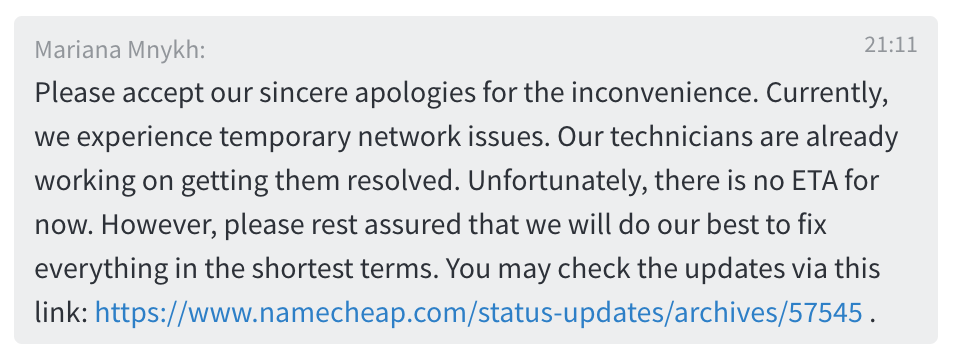 Mariana Mnykh:
21:11
Please accept our sincere apologies for the inconvenience. Currently,
we experience temporary network issues. Our technicians are already
working on getting them resolved. Unfortunately, there is no ETA for
now. However, please rest assured that we will do our best to fix
everything in the shortest terms. You may check the updates via this
link: https://www.namecheap.com/status-updates/archives/57545 .